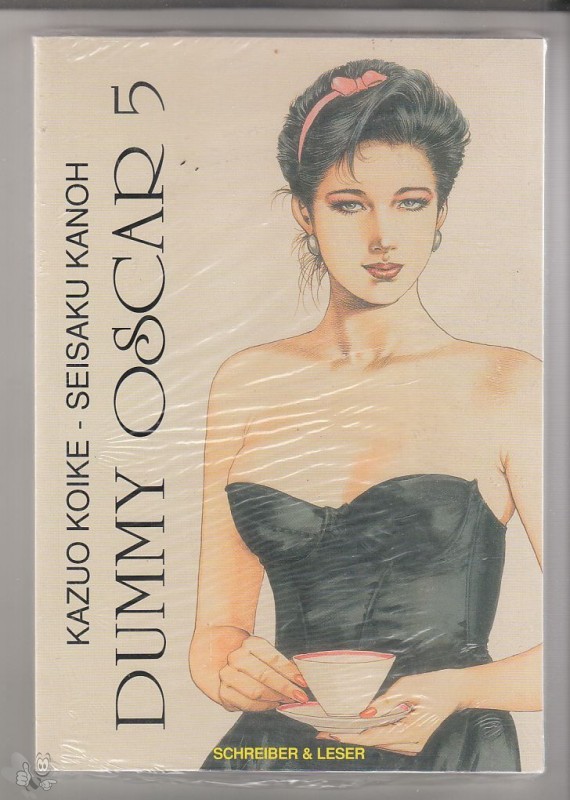 KAZUO KOIKE - SEISAKU KANOH
DUMMY OSCAR 5
SCHREIBER & LESER